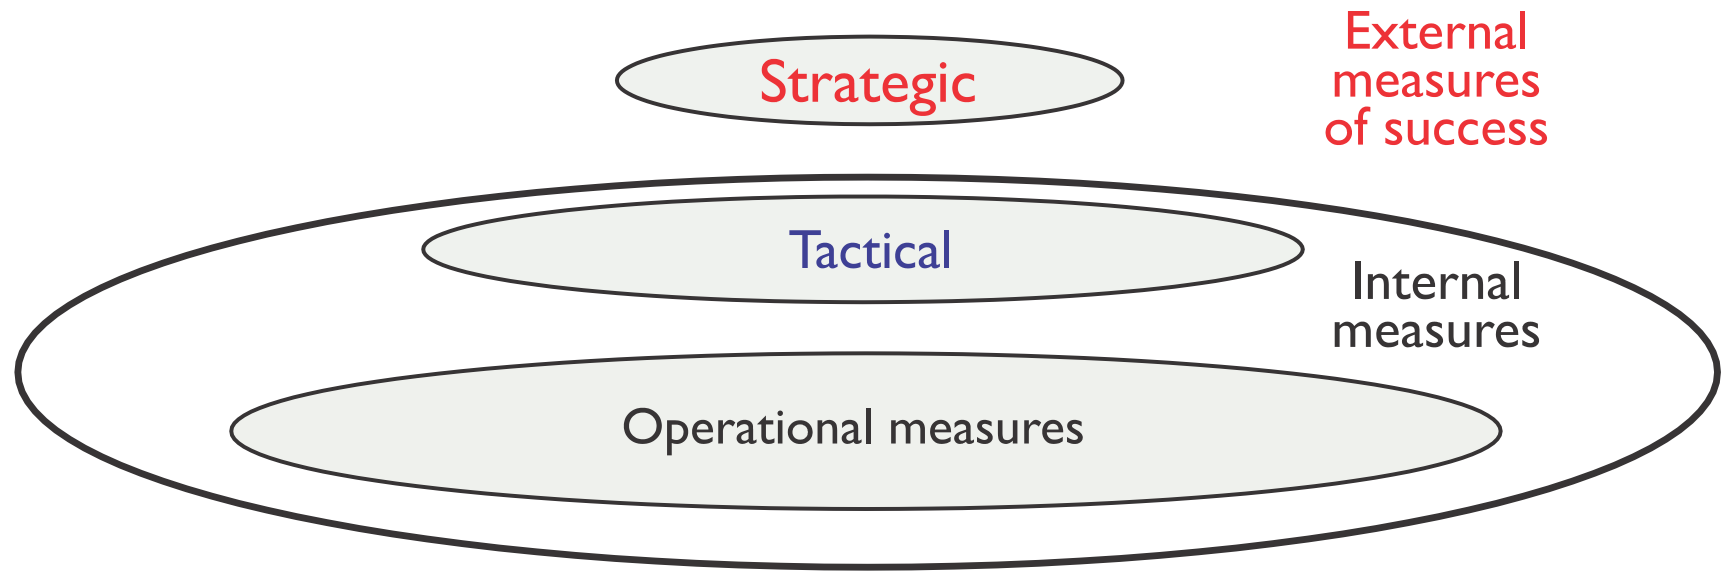 Strategic
External
measures
of success
Tactical
Internal
measures
Operational measures